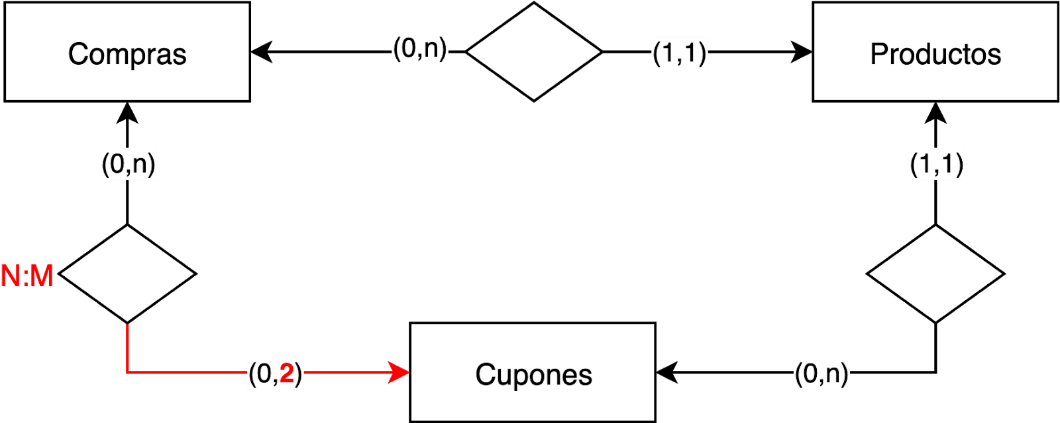 Compras
(0,n)
(1,1)
Productos
(0,n)
(1,1)
N:M
(0,2)
Cupones
(0,n)